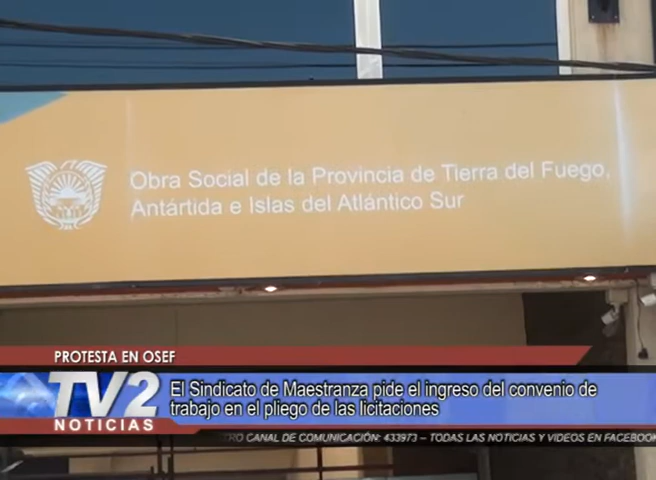 Obra Social de la Provincia de Tierra del Fuego,
Antártida e Islas del Atlántico Sur
PROTESTA EN OSEF
TV2
NOTICIAS
El Sindicato de Maestranza pide el ingreso del convenio de
trabajo en el pliego de las licitaciones
CANAL DE COMUNICACIÓN: 433973 – TODAS LAS NOTICIAS Y VIDEOS EN FACEBOOK